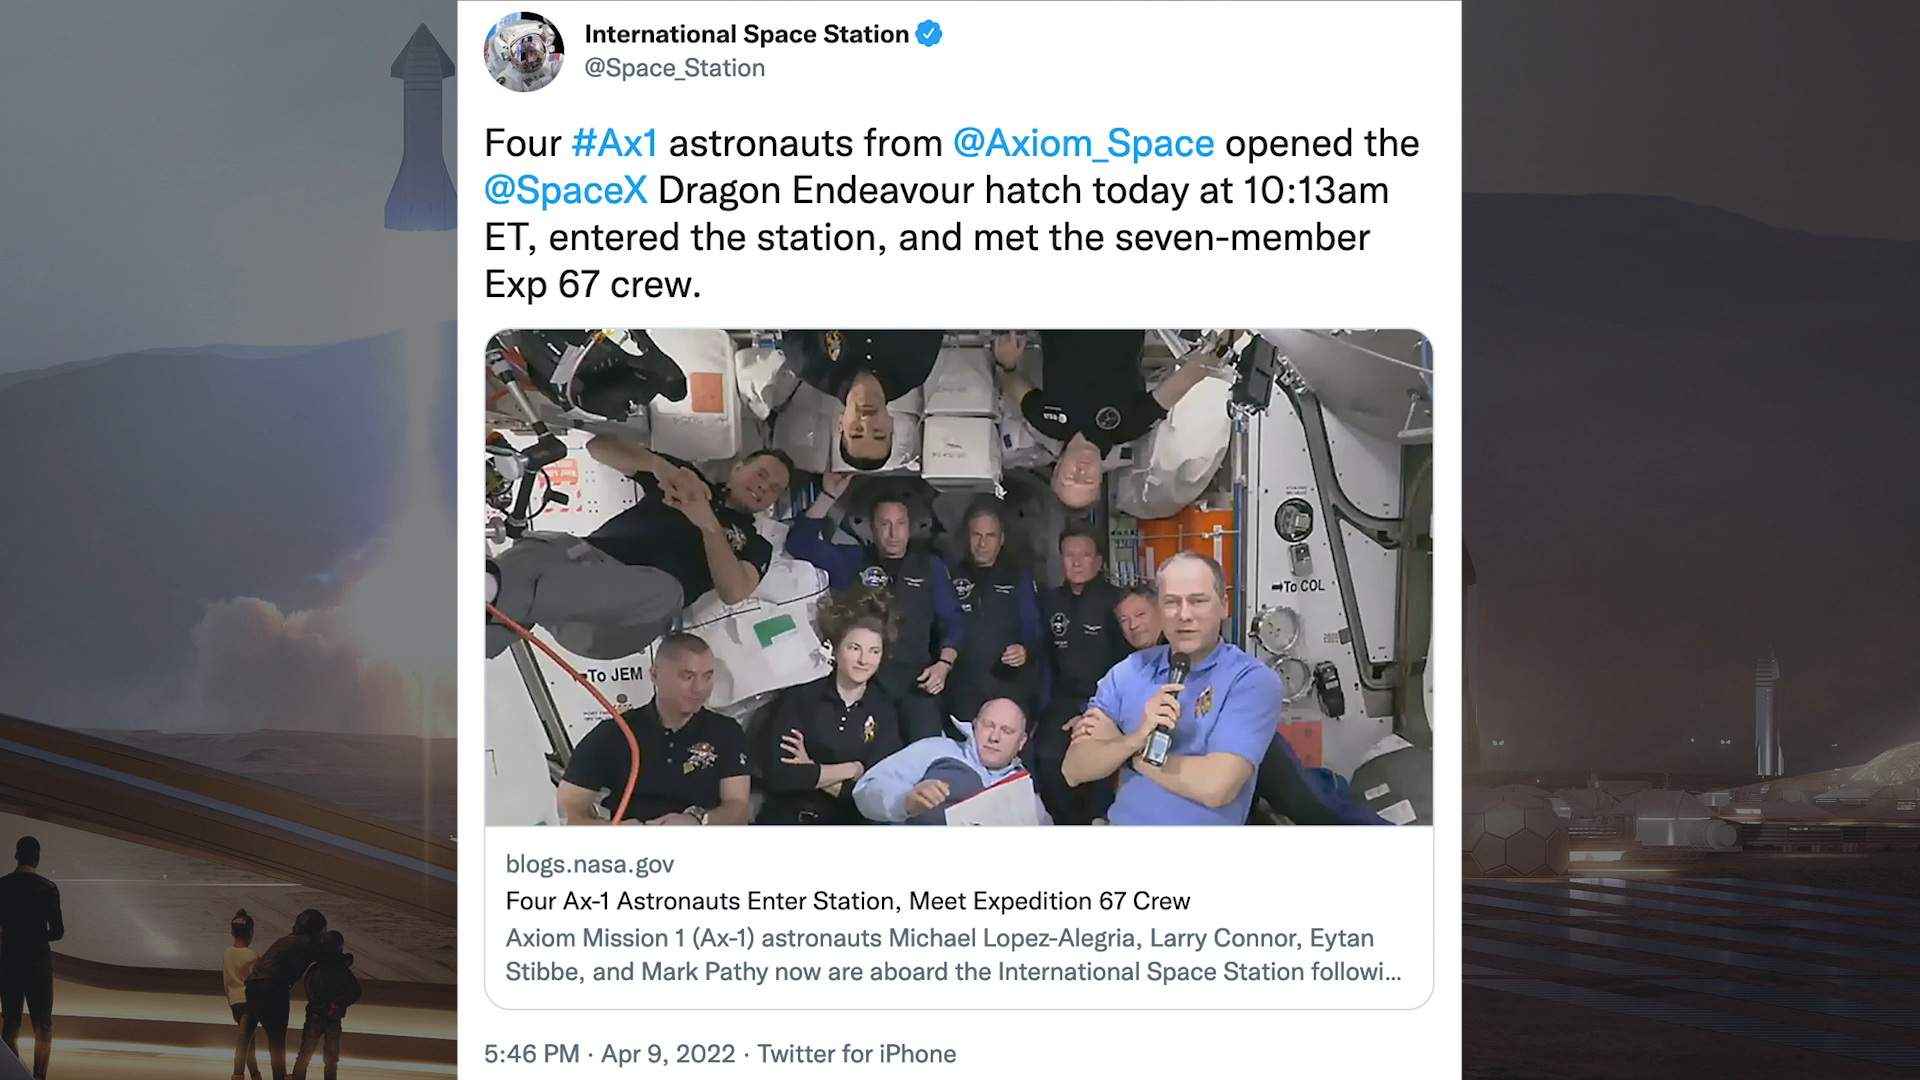 International Space Station
@Space_Station
Four #Ax1 astronauts from @Axiom_Space opened the
@SpaceX Dragon Endeavour hatch today at 10:13am
ET, entered the station, and met the seven-member
Exp 67 crew.
To COL
To JEM
blogs.nasa.gov
Four Ax-1 Astronauts Enter Station, Meet Expedition 67 Crew
Axiom Mission 1 (Ax-1) astronauts Michael Lopez-Alegria, Larry Connor, Eytan
Stibbe, and Mark Pathy now are aboard the International Space Station followi...
5:46 PM · Apr 9, 2022 · Twitter for iPhone